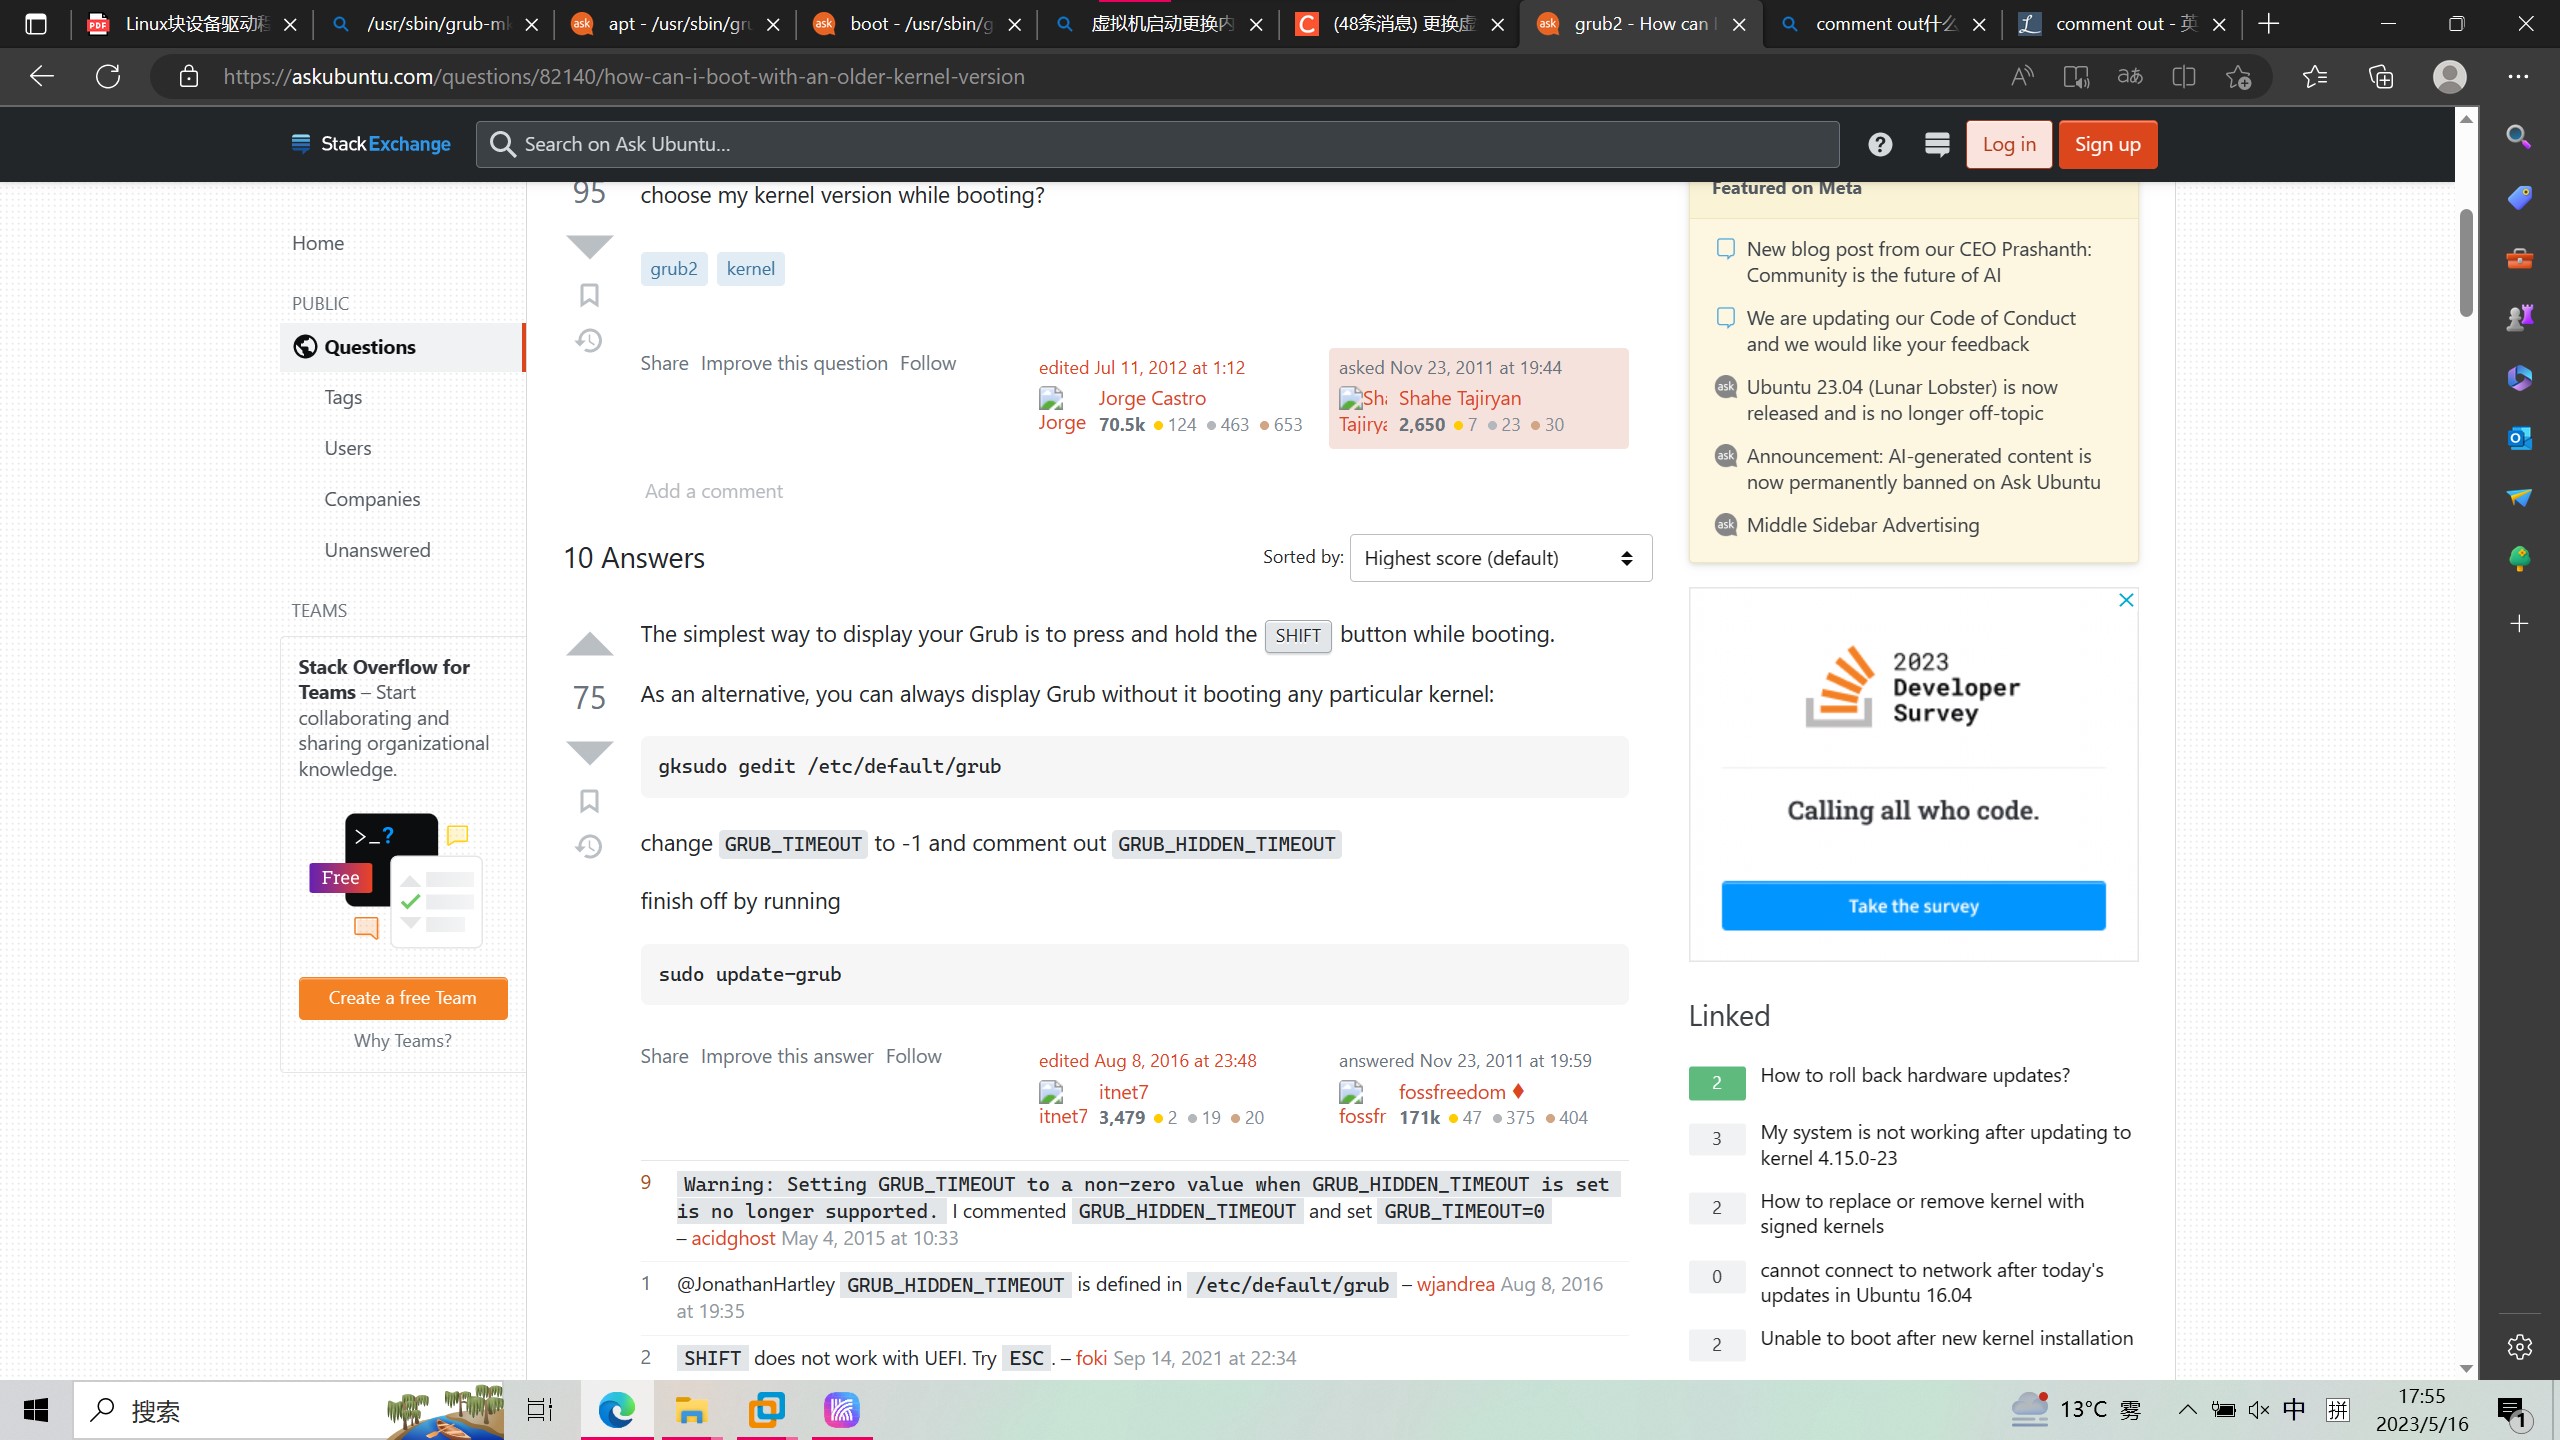 Linux块设备驱动程
/usr/sbin/grub-mk
apt - /usr/sbin/gru
boot - /usr/sbin/g
虚拟机启动更换内
(48条消息) 更换虚
grub2 - How can I
comment out什么
comment out - 英
https://askubuntu.com/questions/82140/how-can-i-boot-with-an-older-kernel-version
StackExchange
Search on Ask Ubuntu...
Log in
Sign up
Home
PUBLIC
Questions
Tags
Users
Companies
Unanswered
TEAMS
Stack Overflow for
Teams – Start
collaborating and
sharing organizational
knowledge.
>_?
Free
Create a free Team
Why Teams?
95
choose my kernel version while booting?
grub2 kernel
Share Improve this question Follow
edited Jul 11, 2012 at 1:12
Jorge
Jorge Castro
70.5k 124 463 653
asked Nov 23, 2011 at 19:44
Sha
Tajirya
Shahe Tajiryan
2,650 7 23 30
Add a comment
10 Answers
Sorted by: Highest score (default)
75
The simplest way to display your Grub is to press and hold the SHIFT button while booting.
As an alternative, you can always display Grub without it booting any particular kernel:
gksudo gedit /etc/default/grub
change GRUB_TIMEOUT to -1 and comment out GRUB_HIDDEN_TIMEOUT
finish off by running
sudo update-grub
Share Improve this answer Follow
edited Aug 8, 2016 at 23:48
itnet7
itnet7
3,479 2 19 20
answered Nov 23, 2011 at 19:59
fossfr
fossfreedom ♦
171k 47 375 404
9 Warning: Setting GRUB_TIMEOUT to a non-zero value when GRUB_HIDDEN_TIMEOUT is set
is no longer supported. I commented GRUB_HIDDEN_TIMEOUT and set GRUB_TIMEOUT=0
– acidghost May 4, 2015 at 10:33
1 @JonathanHartley GRUB_HIDDEN_TIMEOUT is defined in /etc/default/grub – wjandrea Aug 8, 2016
at 19:35
2 SHIFT does not work with UEFI. Try ESC. – foki Sep 14, 2021 at 22:34
Featured on Meta
New blog post from our CEO Prashanth:
Community is the future of AI
We are updating our Code of Conduct
and we would like your feedback
Ubuntu 23.04 (Lunar Lobster) is now
released and is no longer off-topic
Announcement: AI-generated content is
now permanently banned on Ask Ubuntu
Middle Sidebar Advertising
2023
Developer
Survey
Calling all who code.
Take the survey
Linked
2 How to roll back hardware updates?
3 My system is not working after updating to
kernel 4.15.0-23
2 How to replace or remove kernel with
signed kernels
0 cannot connect to network after today's
updates in Ubuntu 16.04
2 Unable to boot after new kernel installation
搜索
13°C 雾
中
拼
17:55
2023/5/16
1